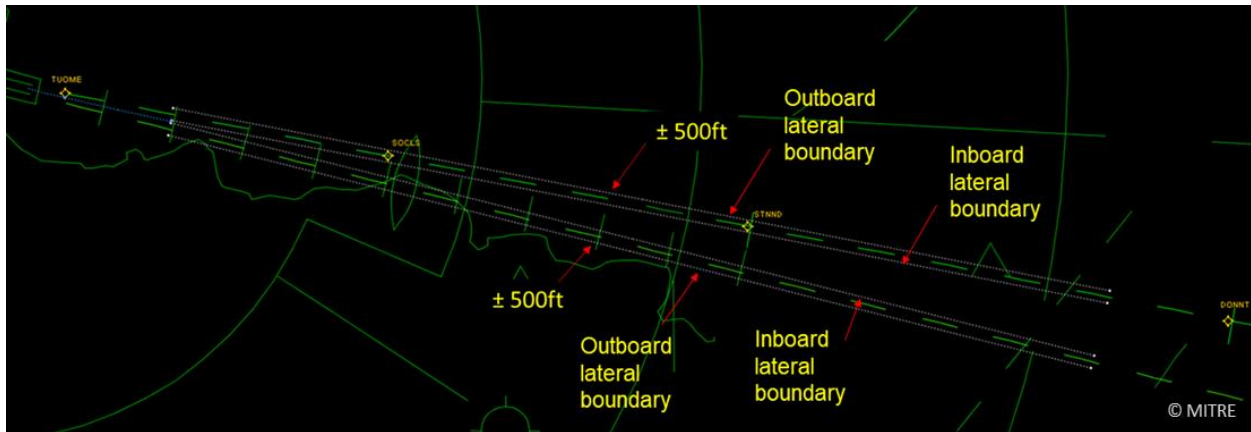 TUOME
SOCLS
± 500ft
Outboard
lateral
boundary
Inboard
lateral
boundary
STNND
± 500ft
DONNT
Outboard
lateral
boundary
Inboard
lateral
boundary
© MITRE